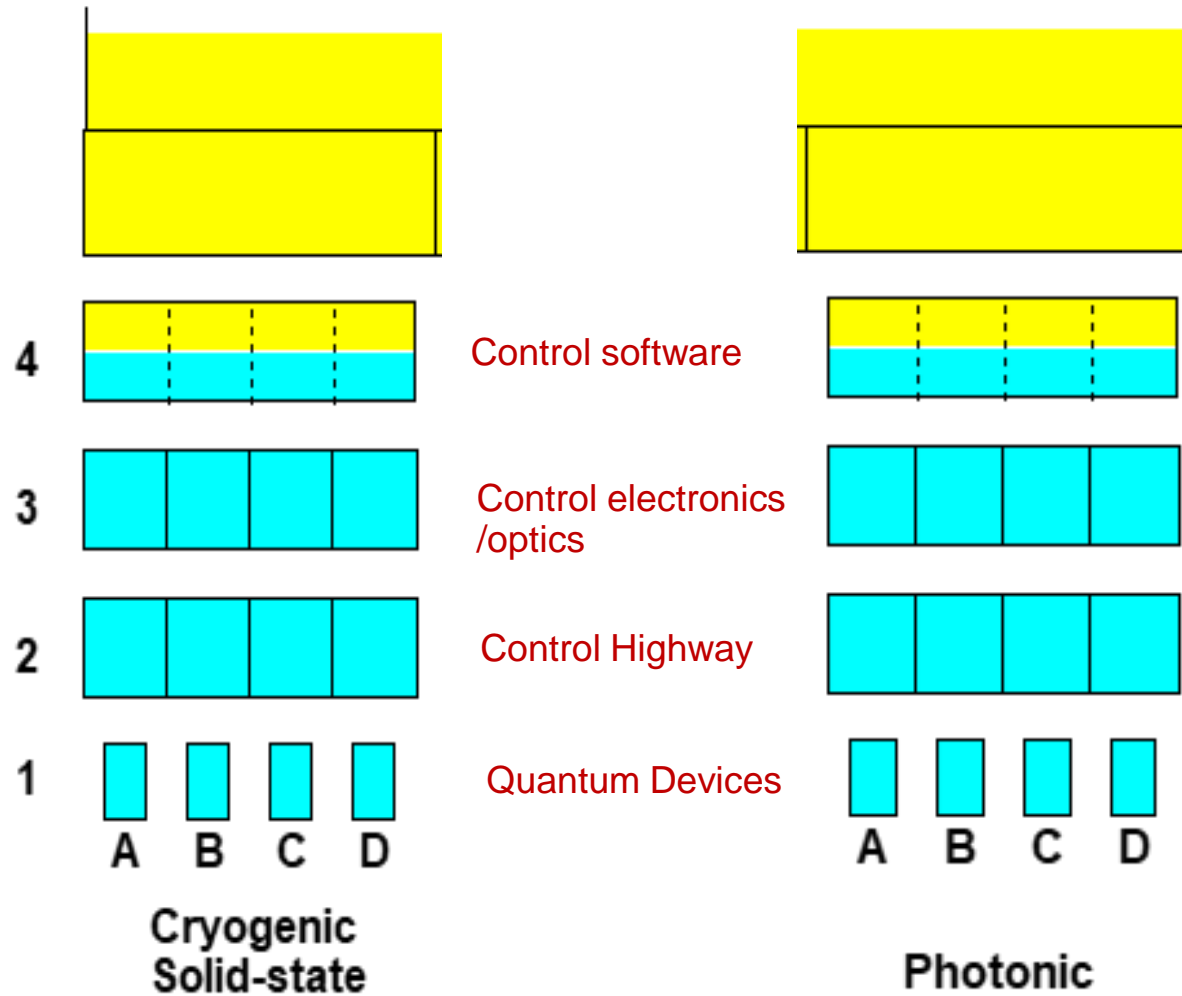 4
Control software
3
Control electronics
/optics
2
Control Highway
1
Quantum Devices
A B C D
A B C D
Cryogenic
Solid-state
Photonic